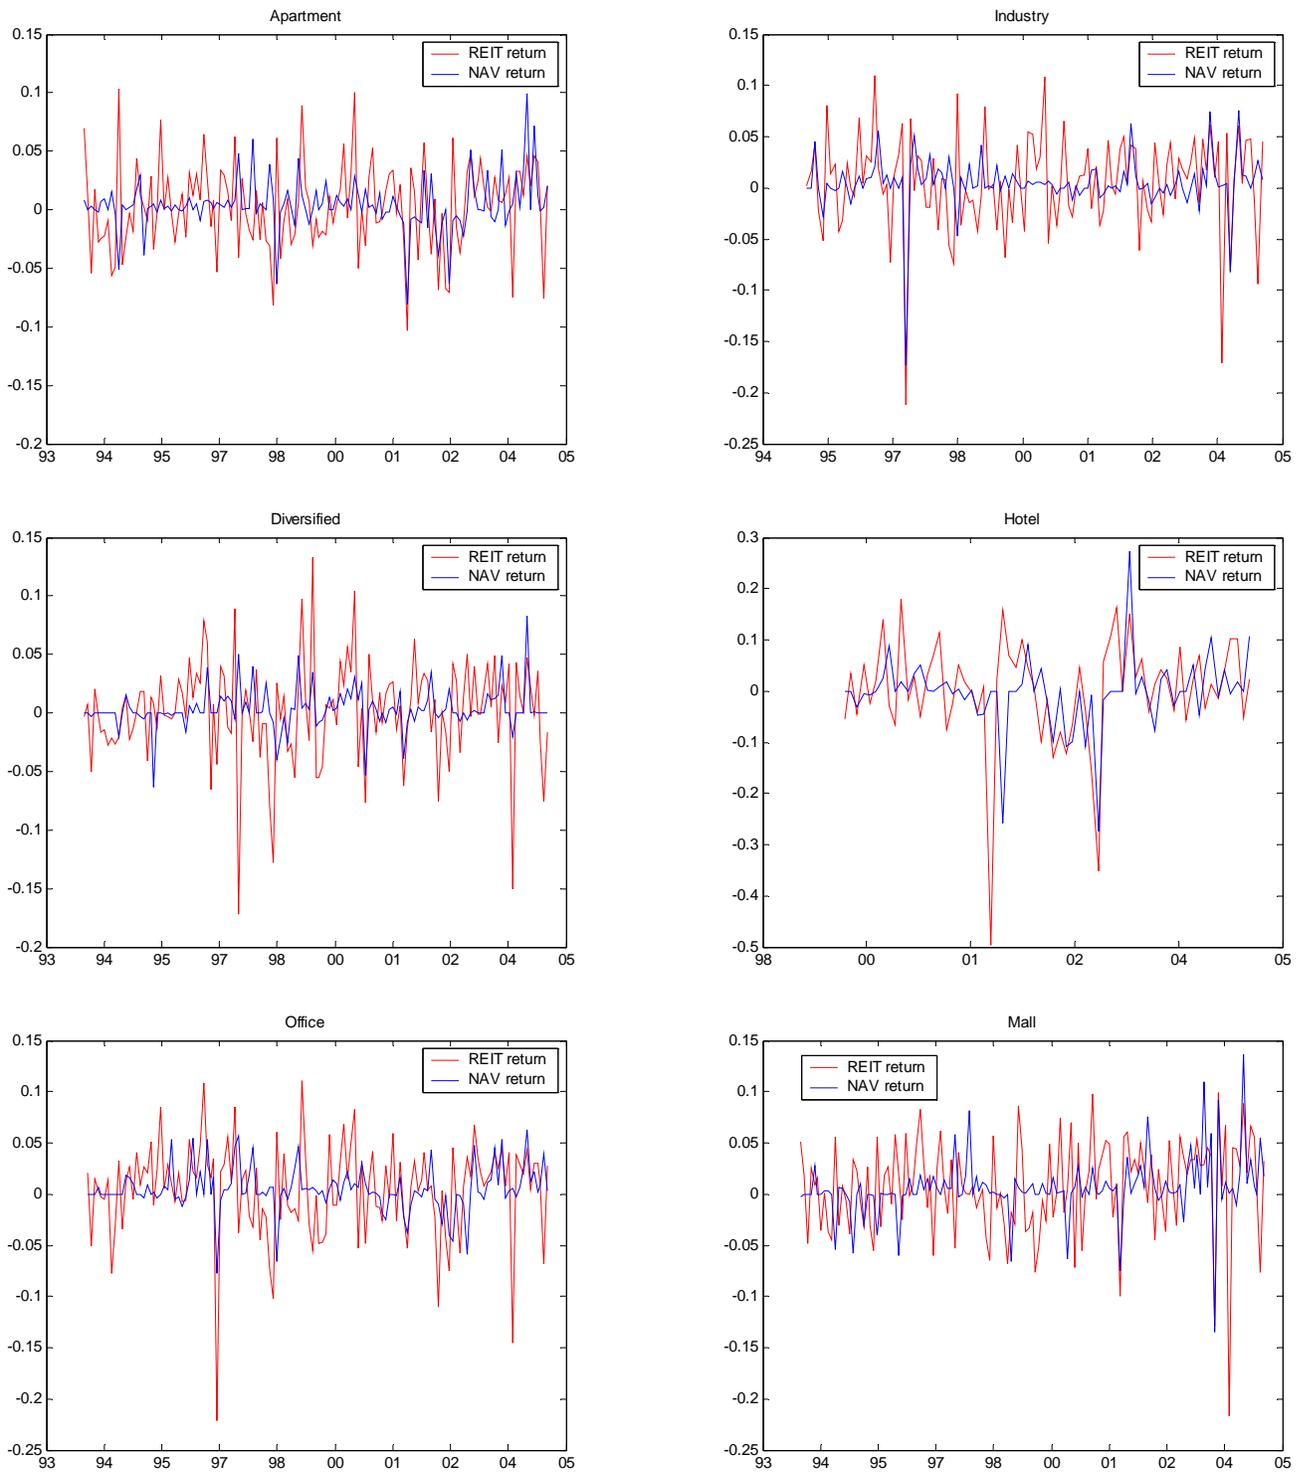 Apartment
0.15
0.1
0.05
0
-0.05
-0.1
-0.15
-0.2
93 94 95 97 98 00 01 02 04 05
REIT return
NAV return
Industry
0.15
0.1
0.05
0
-0.05
-0.1
-0.15
-0.2
-0.25
94 95 97 98 00 01 02 04 05
REIT return
NAV return
Diversified
0.15
0.1
0.05
0
-0.05
-0.1
-0.15
-0.2
93 94 95 97 98 00 01 02 04 05
REIT return
NAV return
Hotel
0.3
0.2
0.1
0
-0.1
-0.2
-0.3
-0.4
-0.5
98 00 01 02 04 05
REIT return
NAV return
Office
0.15
0.1
0.05
0
-0.05
-0.1
-0.15
-0.2
-0.25
93 94 95 97 98 00 01 02 04 05
REIT return
NAV return
Mall
0.15
0.1
0.05
0
-0.05
-0.1
-0.15
-0.2
-0.25
93 94 95 97 98 00 01 02 04 05
REIT return
NAV return